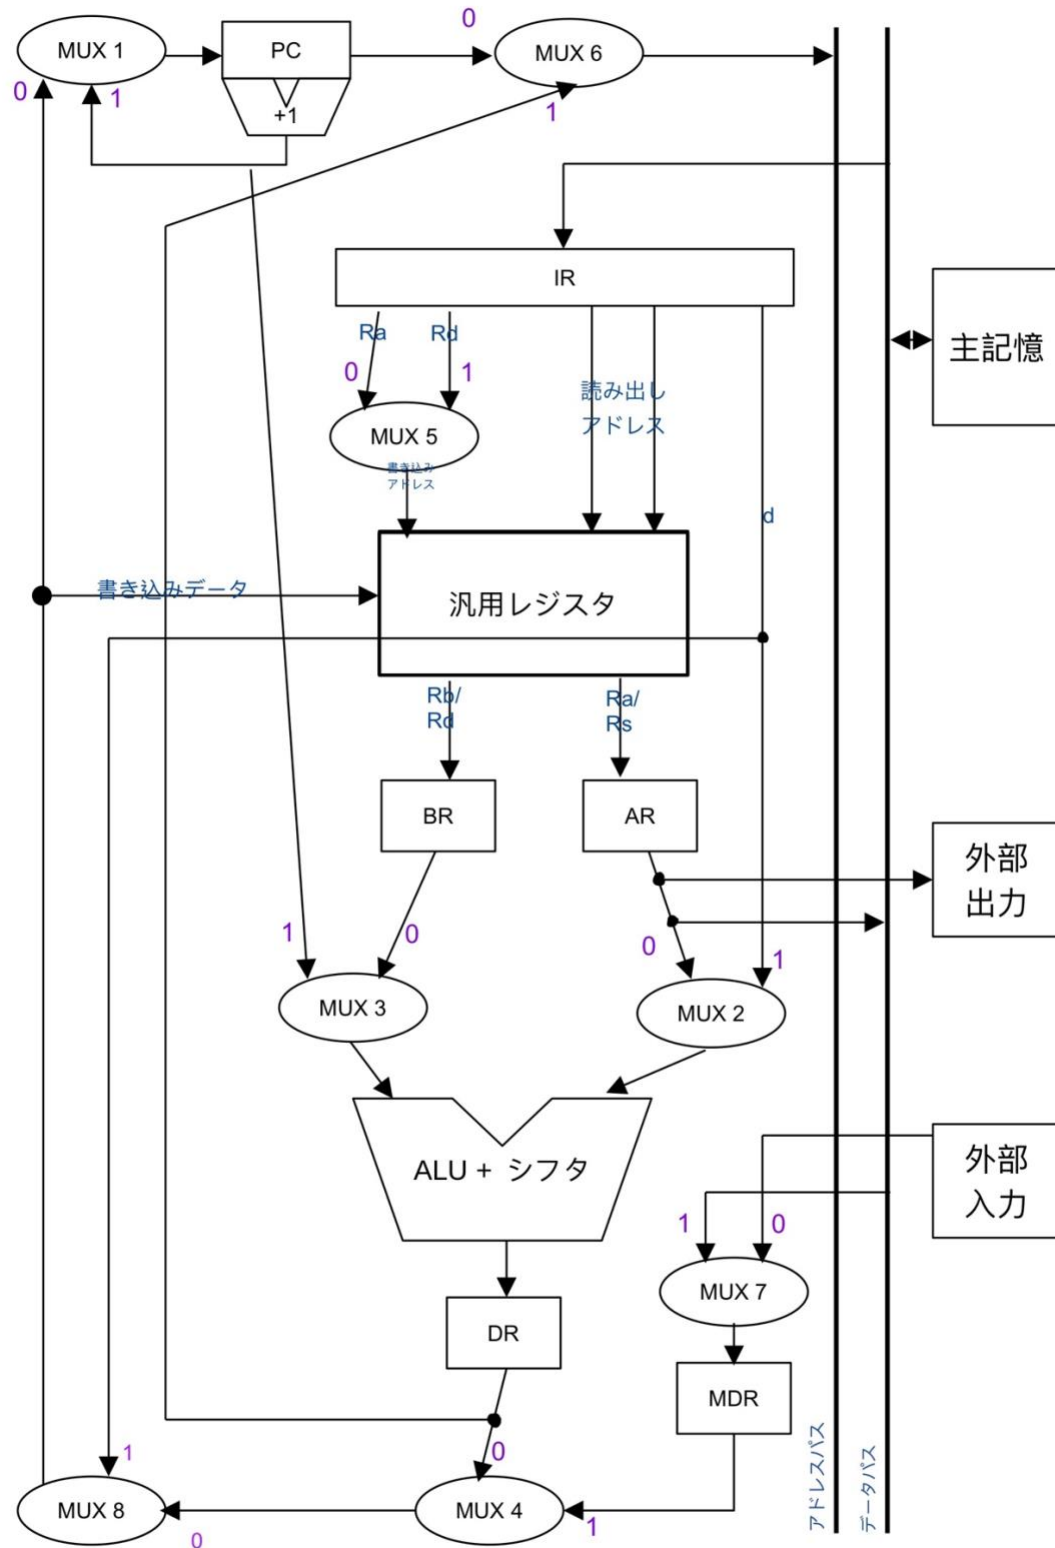 0
MUX 1
PC
MUX 6
0
1
+1
1
IR
Ra
Rd
0
1
主記憶
MUX 5
読み出し
アドレス
書き込み
アドレス
d
書き込みデータ
汎用レジスタ
Rb/
Rd
Ra/
Rs
BR
AR
外部
出力
1
0
0
1
MUX 3
MUX 2
ALU + シフタ
外部
入力
1
0
MUX 7
DR
MDR
アドレスパス
データパス
1
0
MUX 8
MUX 4
0
1